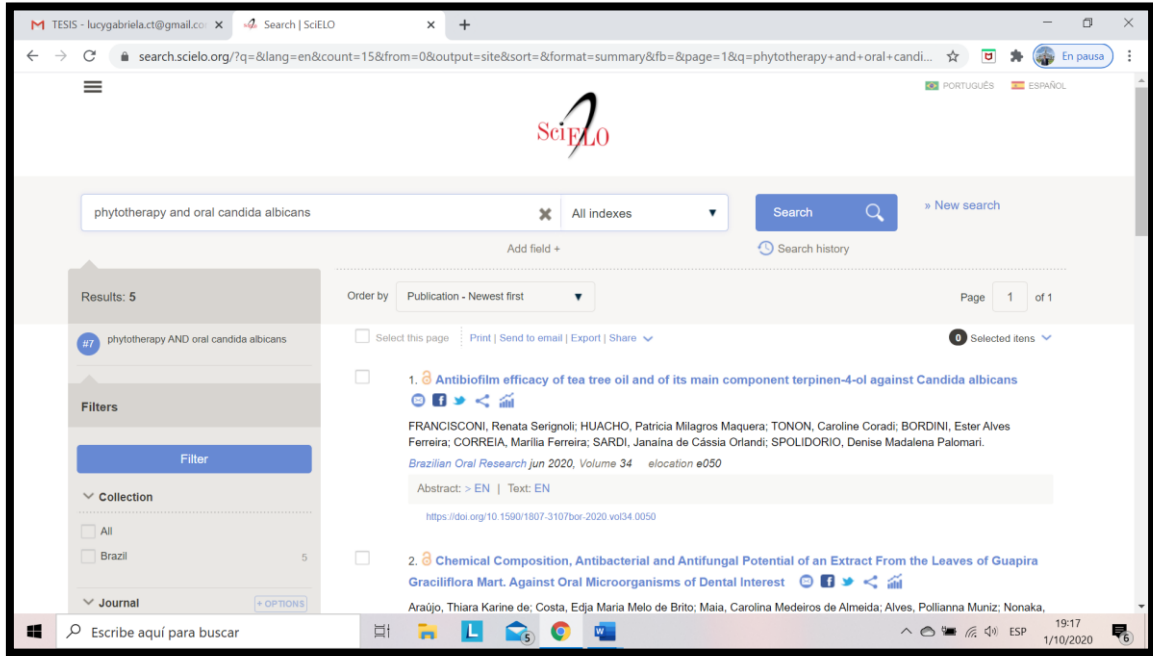 TESIS - lucygabriela.ct@gmail.co
Search | SciELO
search.scielo.org/?q=&lang=en&count=15&from=0&output=site&sort=&format=summary&fb=&page=1&q=phytotherapy+and+oral+candi...
En pausa
PORTUGUÊS ESPAÑOL
SciELO
phytotherapy and oral candida albicans
All indexes
Search
» New search
Add field +
Search history
Results: 5
Order by Publication - Newest first
Page 1 of 1
#7 phytotherapy AND oral candida albicans
Select this page Print | Send to email | Export | Share
0 Selected itens
Filters
Filter
Collection
All
Brazil 5
Journal + OPTIONS
1. Antibiofilm efficacy of tea tree oil and of its main component terpinen-4-ol against Candida albicans
FRANCISCONI, Renata Serignoli; HUACHO, Patricia Milagros Maquera; TONON, Caroline Coradi; BORDINI, Ester Alves
Ferreira; CORREIA, Marília Ferreira; SARDI, Janaína de Cássia Orlandi; SPOLIDORIO, Denise Madalena Palomari.
Brazilian Oral Research jun 2020, Volume 34 elocation e050
Abstract: > EN | Text: EN
https://doi.org/10.1590/1807-3107bor-2020.vol34.0050
2. Chemical Composition, Antibacterial and Antifungal Potential of an Extract From the Leaves of Guapira
Graciliflora Mart. Against Oral Microorganisms of Dental Interest
Araújo, Thiara Karine de; Costa, Edja Maria Melo de Brito; Maia, Carolina Medeiros de Almeida; Alves, Pollianna Muniz; Nonaka,
Escribe aquí para buscar
L
5
ESP
19:17
1/10/2020
6